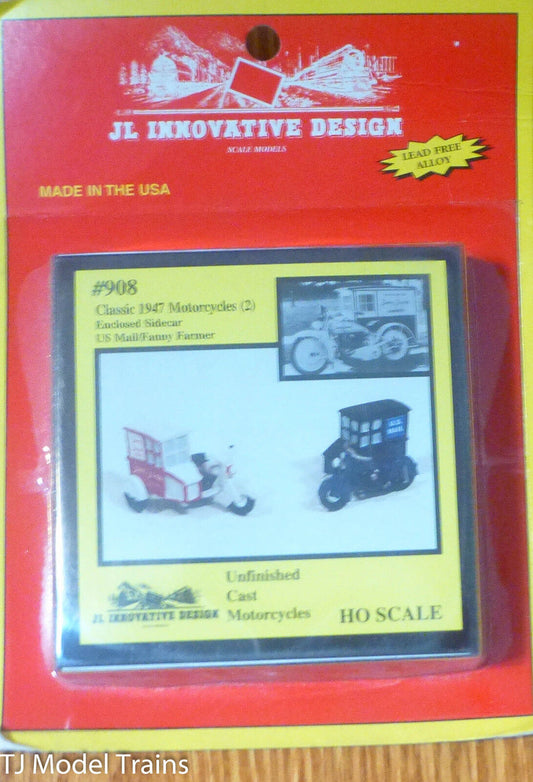 JL INNOVATIVE DESIGN
SCALE MODELS
LEAD FREE
ALLOY
MADE IN THE USA
#908
Classic 1947 Motorcycles (2)
Enclosed Sidecar
US Mail/Fanny Farmer
U.S.
MAIL
Unfinished
Cast
Motorcycles
JL INNOVATIVE DESIGN
HO SCALE
TJ Model Trains